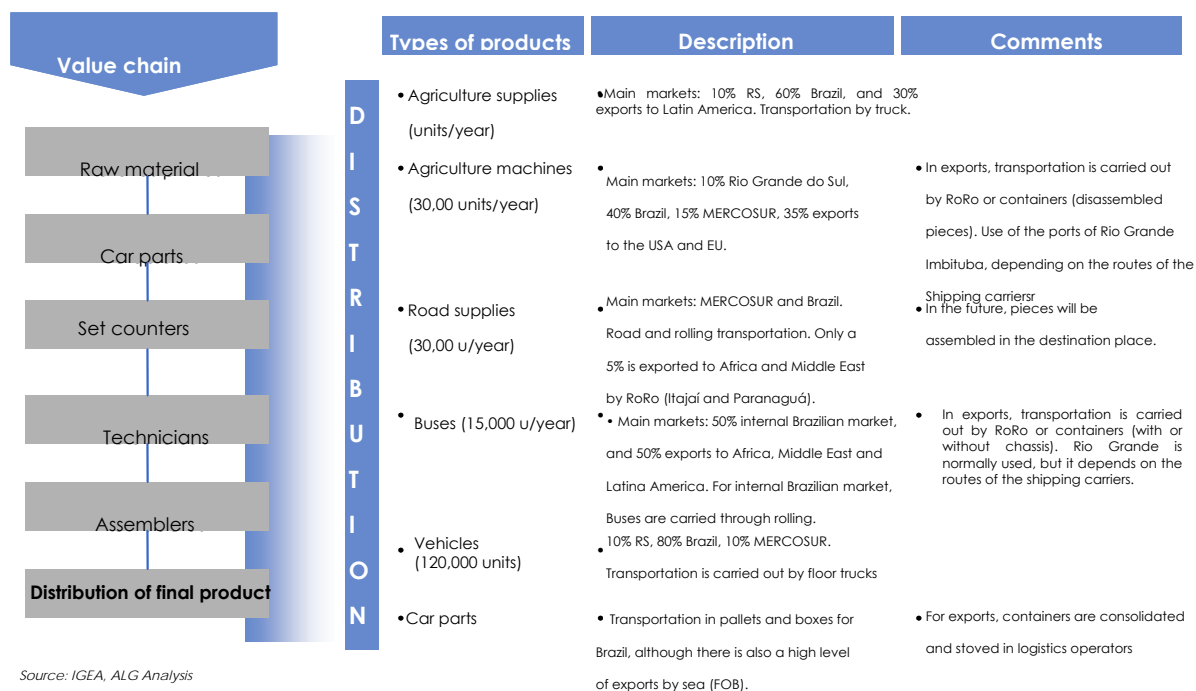 Value chain
Raw material
Car parts
Set counters
Technicians
Assemblers
Distribution of final product
DISTRIBUTION
Types of products
Description
Comments
• Agriculture supplies
(units/year)
•Main markets: 10% RS, 60% Brazil, and 30%
exports to Latin America. Transportation by truck.
• Agriculture machines
(30,00 units/year)
•
Main markets: 10% Rio Grande do Sul,
40% Brazil, 15% MERCOSUR, 35% exports
to the USA and EU.
• In exports, transportation is carried out
by RoRo or containers (disassembled
pieces). Use of the ports of Rio Grande
Imbituba, depending on the routes of the
Shipping carriersr
• Road supplies
(30,00 u/year)
• Main markets: MERCOSUR and Brazil.
Road and rolling transportation. Only a
5% is exported to Africa and Middle East
by RoRo (Itajaí and Paranaguá).
• In the future, pieces will be
assembled in the destination place.
• Buses (15,000 u/year)
• • Main markets: 50% internal Brazilian market,
and 50% exports to Africa, Middle East and
Latina America. For internal Brazilian market,
Buses are carried through rolling.
• In exports, transportation is carried
out by RoRo or containers (with or
without chassis). Rio Grande is
normally used, but it depends on the
routes of the shipping carriers.
• Vehicles
(120,000 units)
• 10% RS, 80% Brazil, 10% MERCOSUR.
Transportation is carried out by floor trucks
•Car parts
• Transportation in pallets and boxes for
Brazil, although there is also a high level
of exports by sea (FOB).
• For exports, containers are consolidated
and stoved in logistics operators
Source: IGEA, ALG Analysis